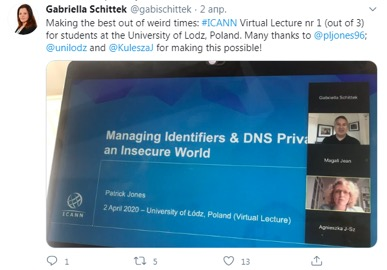 Gabriella Schittek @gabischittek · 2 апр.
Making the best out of weird times: #ICANN Virtual Lecture nr 1 (out of 3)
for students at the University of Lodz, Poland. Many thanks to @pljones96;
@unilodz and @KuleszaJ for making this possible!
Gabriella Schittek
Managing Identifiers & DNS Priva
an Insecure World
Magali Jean
Patrick Jones
2 April 2020 – University of Łódz, Poland (Virtual Lecture)
ICANN
Agnieszka J-Sz
1
5
13